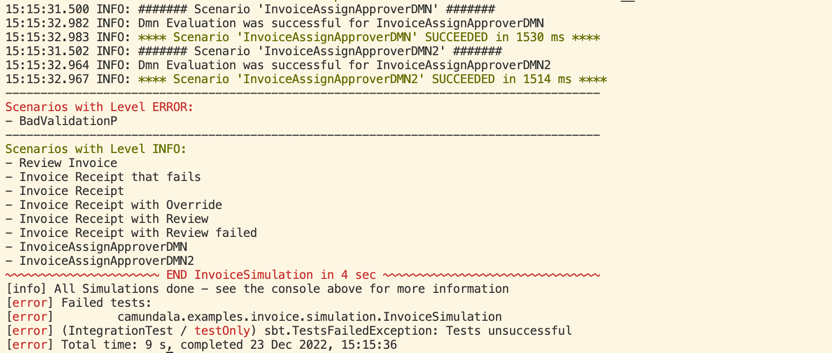 15:15:31.500 INFO: ####### Scenario 'InvoiceAssignApproverDMN' #######
15:15:32.982 INFO: Dmn Evaluation was successful for InvoiceAssignApproverDMN
15:15:32.983 INFO: **** Scenario 'InvoiceAssignApproverDMN' SUCCEEDED in 1530 ms ****
15:15:31.502 INFO: ####### Scenario 'InvoiceAssignApproverDMN2' #######
15:15:32.964 INFO: Dmn Evaluation was successful for InvoiceAssignApproverDMN2
15:15:32.967 INFO: **** Scenario 'InvoiceAssignApproverDMN2' SUCCEEDED in 1514 ms ****
-------------------------------------------------------------------------------------
Scenarios with Level ERROR:
- BadValidationP
-------------------------------------------------------------------------------------
Scenarios with Level INFO:
- Review Invoice
- Invoice Receipt that fails
- Invoice Receipt
- Invoice Receipt with Override
- Invoice Receipt with Review
- Invoice Receipt with Review failed
- InvoiceAssignApproverDMN
- InvoiceAssignApproverDMN2
~~~~~~~~~~~~~~~~~~~~~~ END InvoiceSimulation in 4 sec ~~~~~~~~~~~~~~~~~~~~~~~~~~~~~~~
[info] All Simulations done - see the console above for more information
[error] Failed tests:
[error]         camundala.examples.invoice.simulation.InvoiceSimulation
[error] (IntegrationTest / testOnly) sbt.TestsFailedException: Tests unsuccessful
[error] Total time: 9 s, completed 23 Dec 2022, 15:15:36